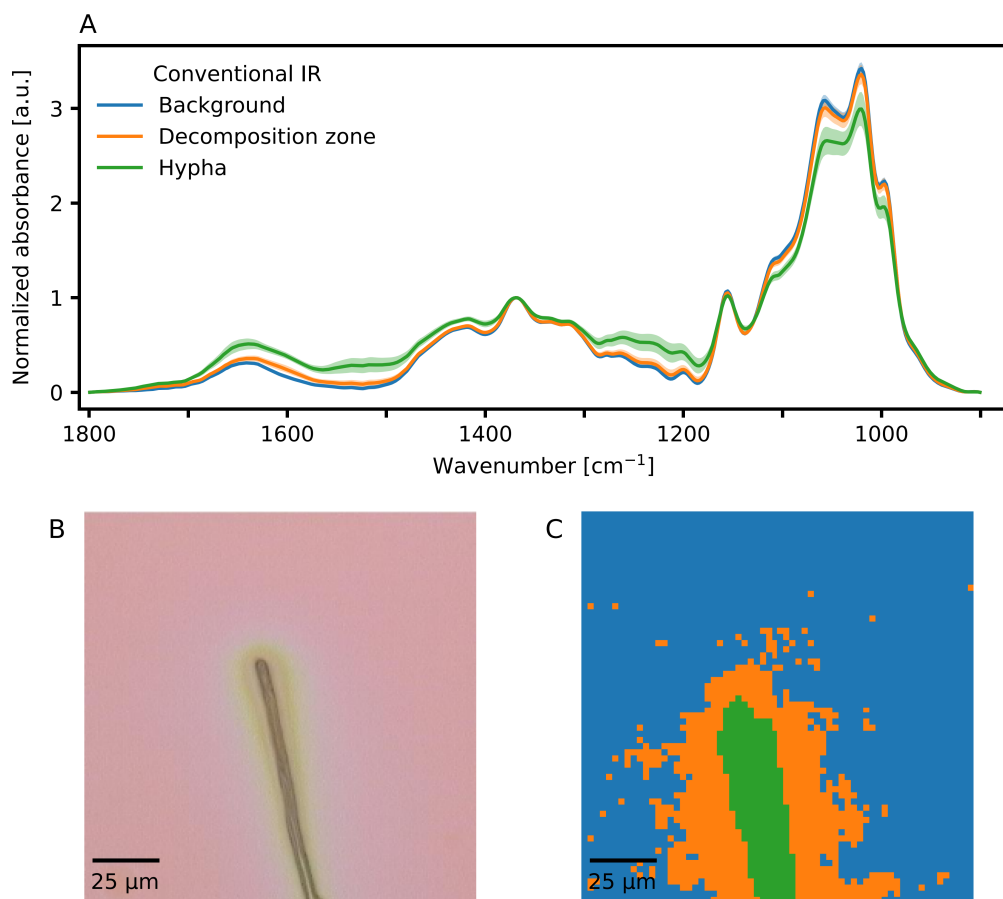 A
Normalized absorbance [a.u.]
3
2
1
0
Conventional IR
Background
Decomposition zone
Hypha
1800 1600 1400 1200 1000
Wavenumber [cm⁻¹]
B
25 μm
C
25 μm